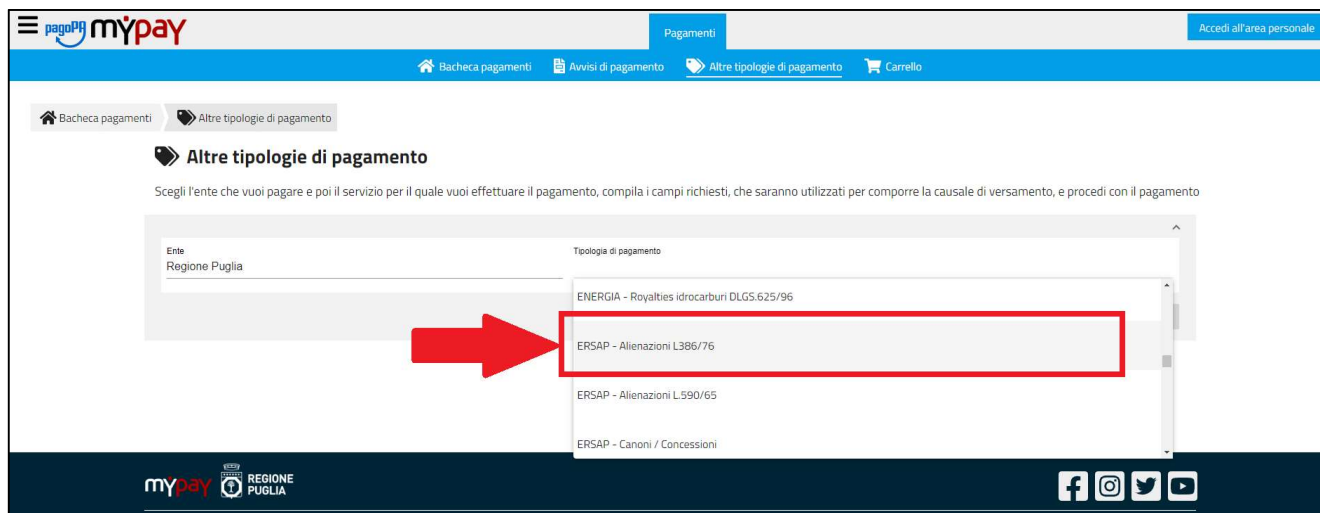 pagoPA mypay
Pagamenti
Accedi all'area personale
Bacheca pagamenti Avvisi di pagamento Altre tipologie di pagamento Carrello
Bacheca pagamenti Altre tipologie di pagamento
Altre tipologie di pagamento
Scegli l'ente che vuoi pagare e poi il servizio per il quale vuoi effettuare il pagamento, compila i campi richiesti, che saranno utilizzati per comporre la causale di versamento, e procedi con il pagamento
Ente
Regione Puglia
Tipologia di pagamento
ENERGIA - Royalties idrocarburi DLGS.625/96
ERSAP - Alienazioni L386/76
ERSAP - Alienazioni L.590/65
ERSAP - Canoni / Concessioni
mypay
REGIONE
PUGLIA